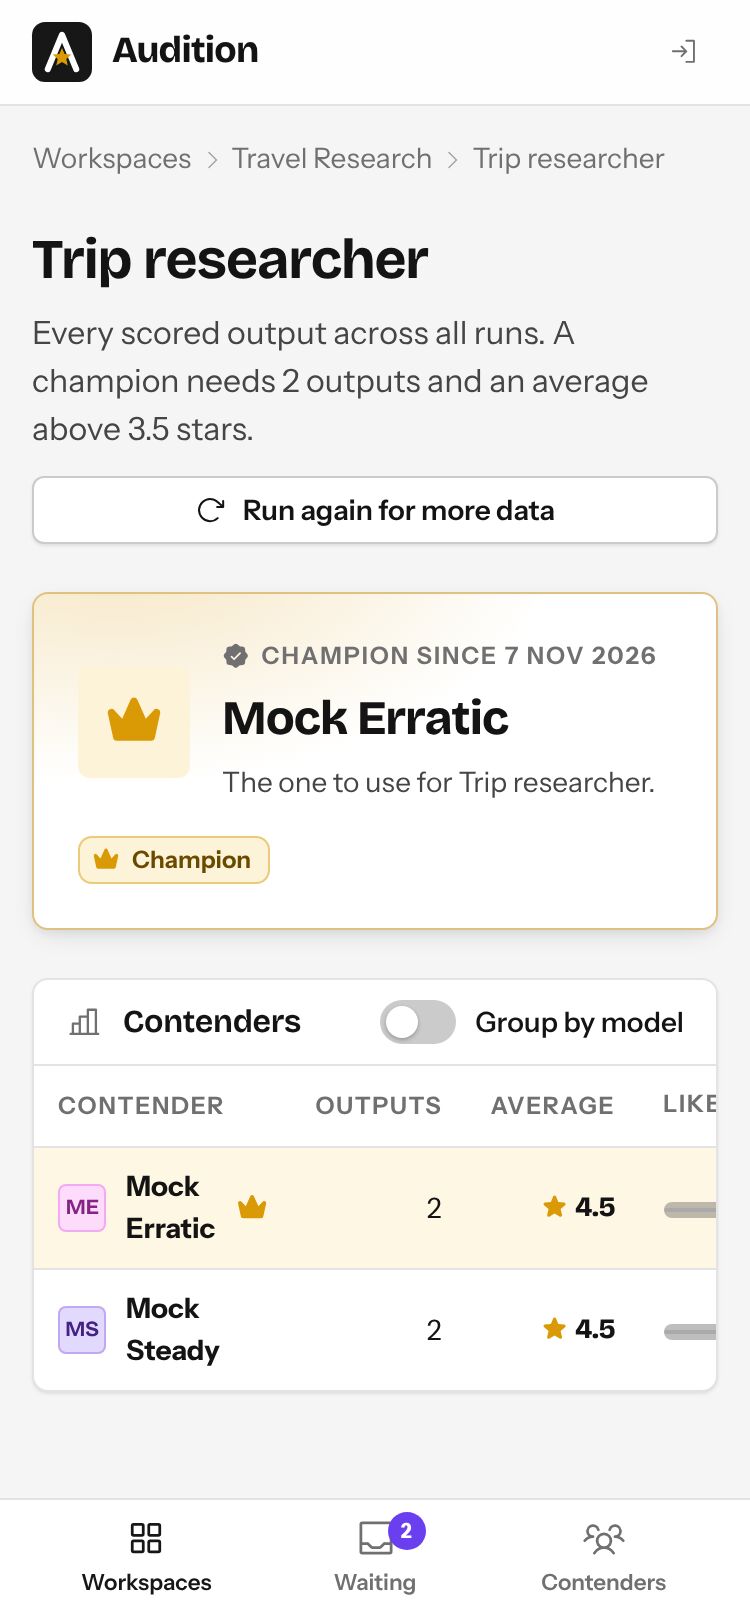 Audition
Workspaces > Travel Research > Trip researcher
Trip researcher
Every scored output across all runs. A
champion needs 2 outputs and an average
above 3.5 stars.
Run again for more data
CHAMPION SINCE 7 NOV 2026
Mock Erratic
The one to use for Trip researcher.
Champion
Contenders
Group by model
CONTENDER OUTPUTS AVERAGE LIKE
ME Mock
Erratic 2 4.5
MS Mock
Steady 2 4.5
2
Workspaces Waiting Contenders